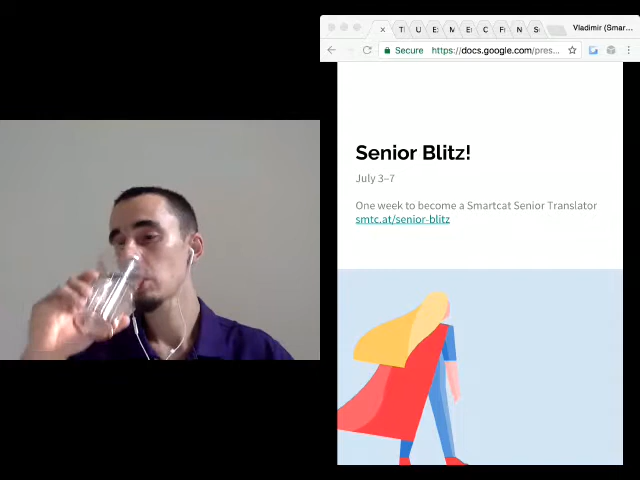 T
U
E
M
E
C
F
N
S
Vladimir (Smar...
Secure
https://docs.google.com/pres...
Senior Blitz!
July 3–7
One week to become a Smartcat Senior Translator
smtc.at/senior-blitz